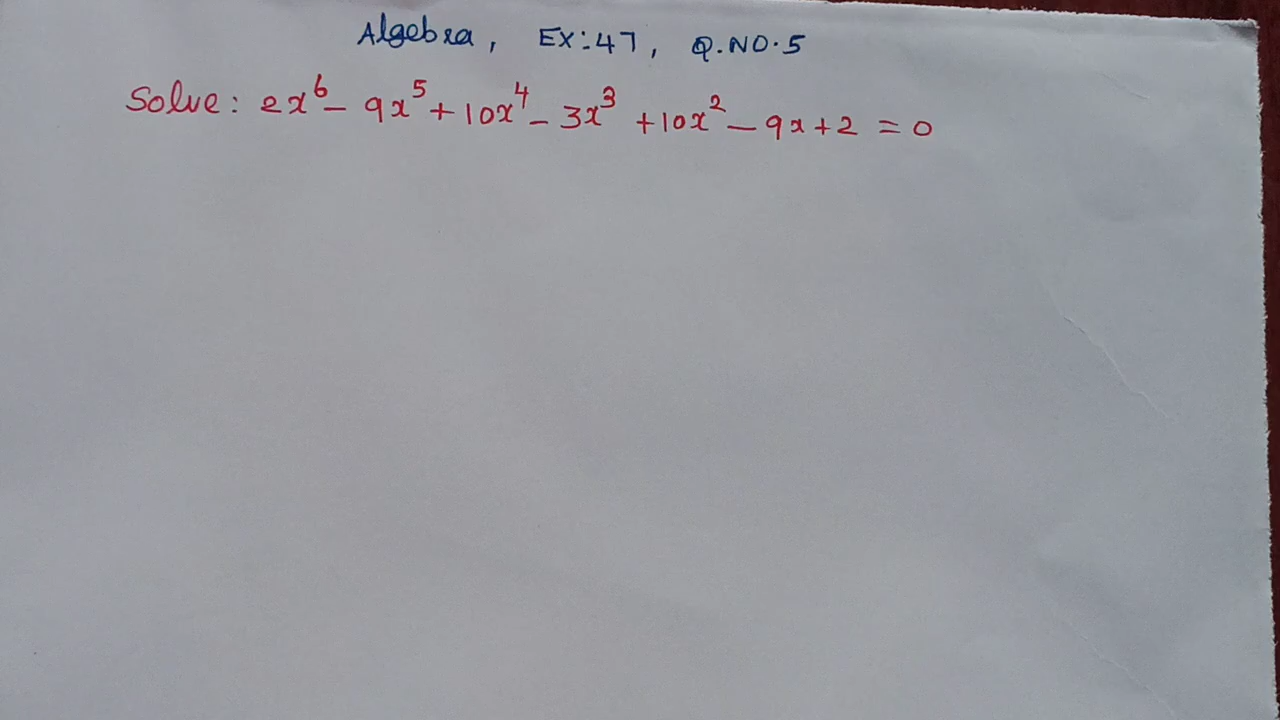 Algebra, EX:47, Q.NO.5
Solve: 2x⁶ - 9x⁵ + 10x⁴ - 3x³ + 10x² - 9x + 2 = 0